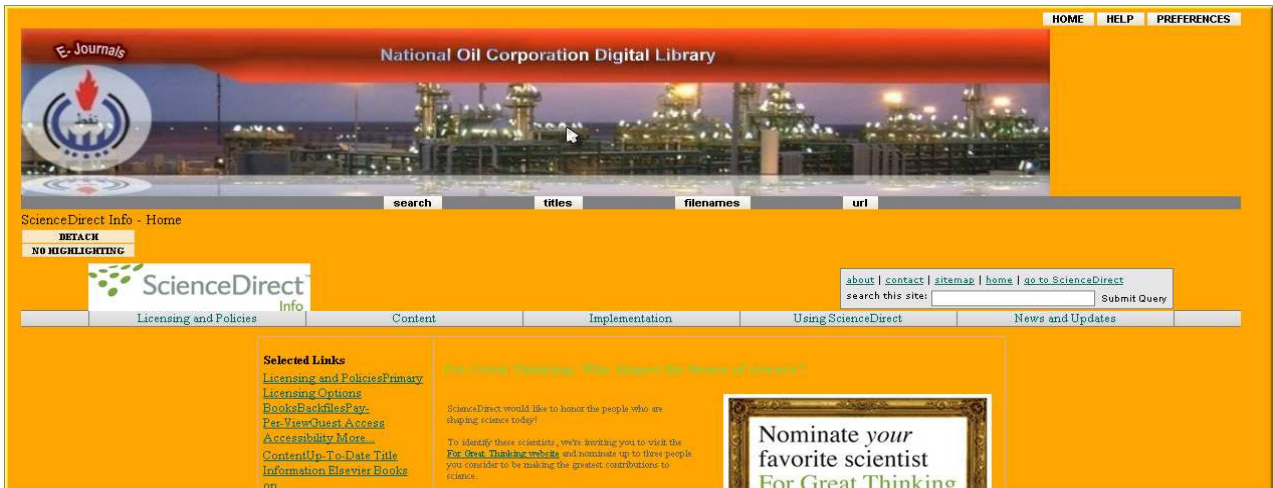 HOME HELP PREFERENCES
E-Journals
National Oil Corporation Digital Library
نفط
search titles filenames url
ScienceDirect Info - Home
DETACH
NO HIGHLIGHTING
ScienceDirect
Info
about | contact | sitemap | home | go to ScienceDirect
search this site: Submit Query
Licensing and Policies Content Implementation Using ScienceDirect News and Updates
Selected Links
Licensing and PoliciesPrimary
Licensing Options
BooksBackfilesPay-
Per-ViewGuest Access
Accessibility More...
ContentUp-To-Date Title
Information Elsevier Books
on
For Great Thinking: Who shapes the future of science?
ScienceDirect would like to honor the people who are
shaping science today!
To identify these scientists, we're inviting you to visit the
For Great Thinking website and nominate up to three people
you consider to be making the greatest contributions to
science.
Nominate your
favorite scientist
For Great Thinking